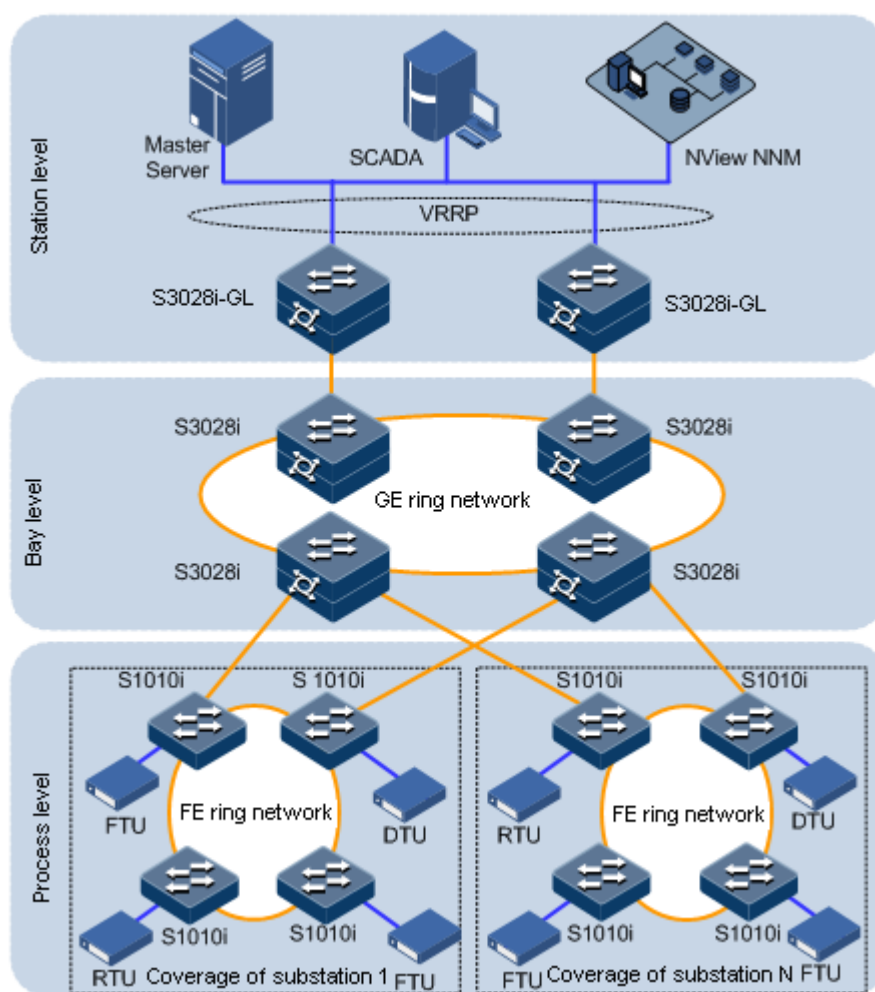 Station level
Master
Server
SCADA
NView NNM
VRRP
S3028i-GL
S3028i-GL
Bay level
S3028i
S3028i
GE ring network
S3028i
S3028i
Process level
S1010i
S 1010i
S1010i
S1010i
FTU
FE ring network
DTU
RTU
FE ring network
DTU
S1010i
S1010i
S1010i
S1010i
RTU
Coverage of substation 1
FTU
FTU
Coverage of substation N
FTU